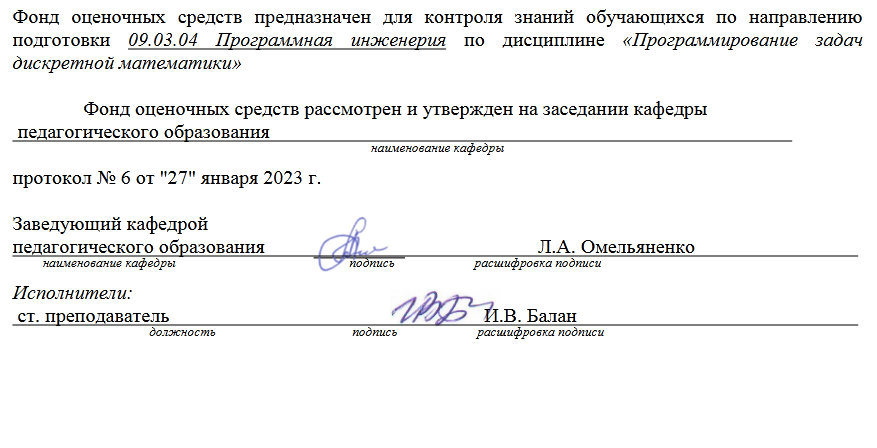 Фонд оценочных средств предназначен для контроля знаний обучающихся по направлению
подготовки 09.03.04 Программная инженерия по дисциплине «Программирование задач
дискретной математики»
Фонд оценочных средств рассмотрен и утвержден на заседании кафедры
педагогического образования
наименование кафедры
протокол № 6 от "27" января 2023 г.
Заведующий кафедрой
педагогического образования Л.А. Омельяненко
наименование кафедры подпись расшифровка подписи
Исполнители:
ст. преподаватель И.В. Балан
должность подпись расшифровка подписи